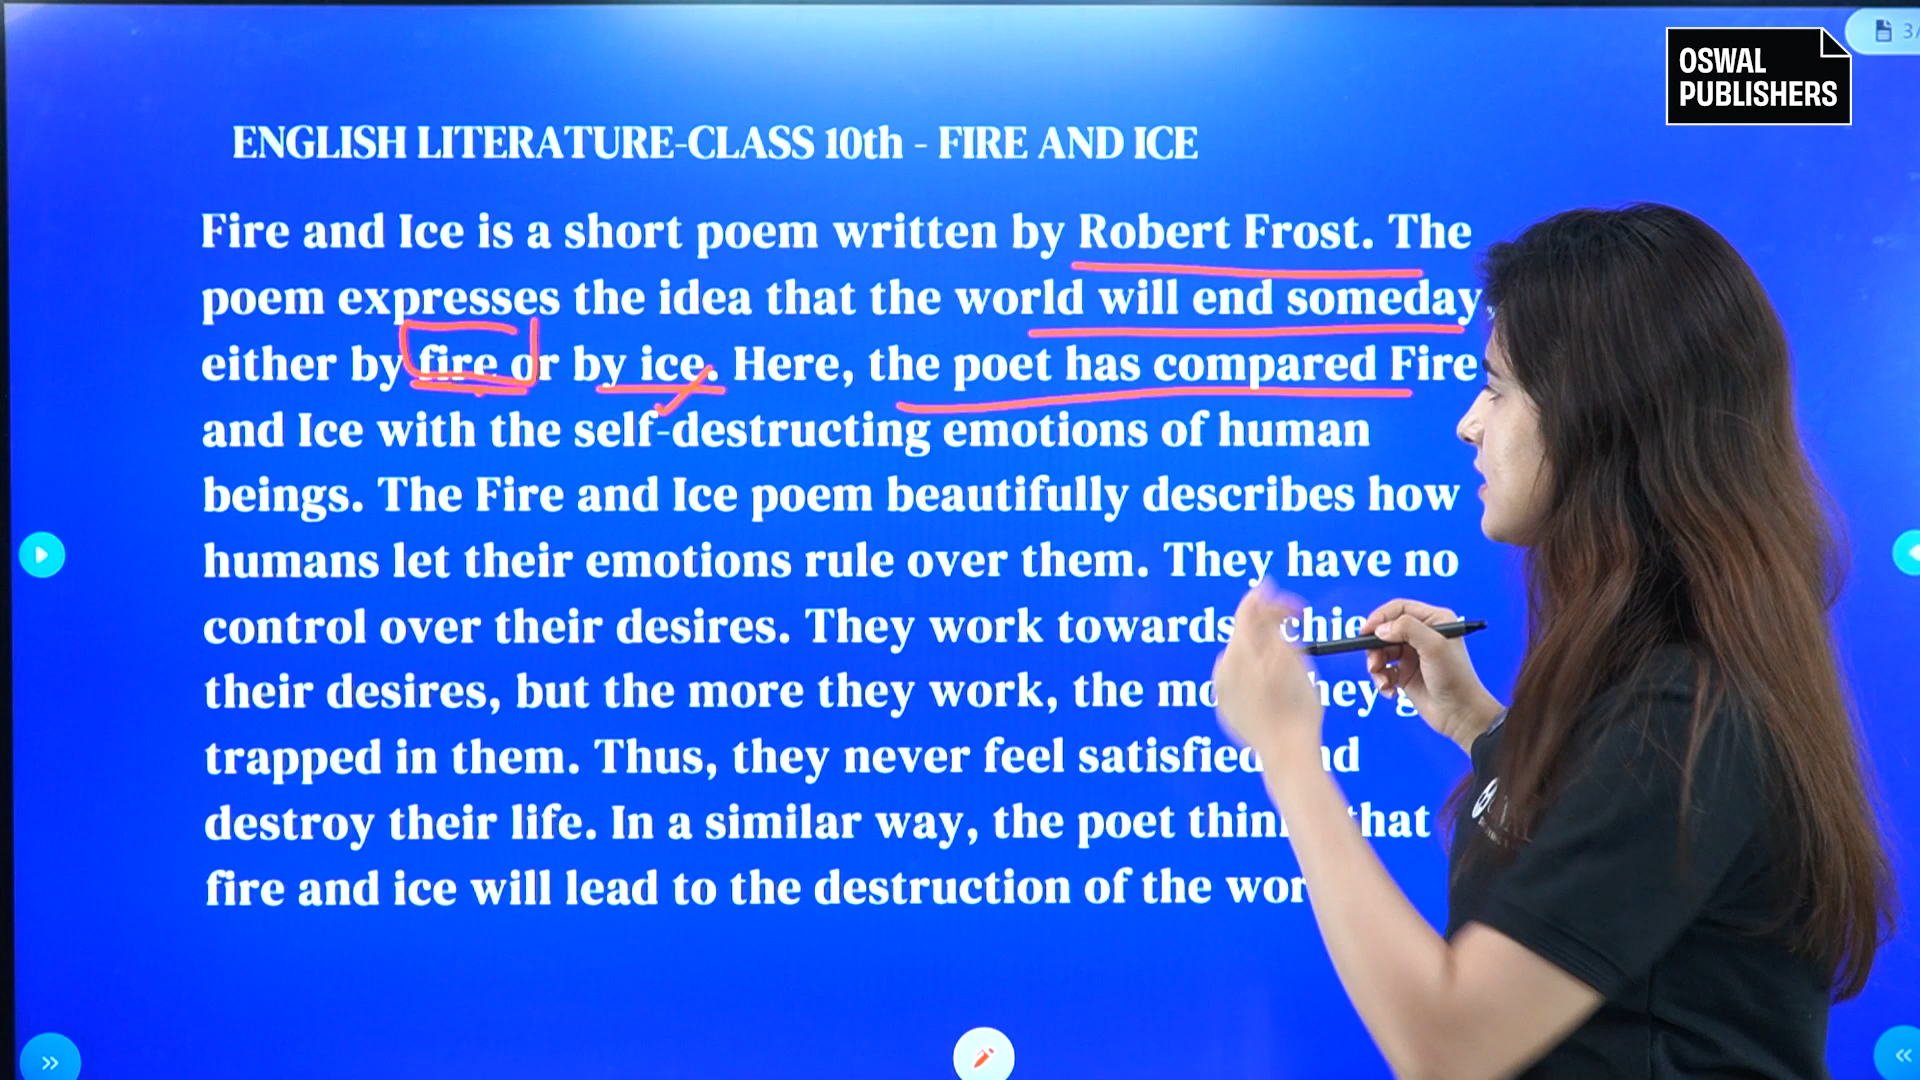 OSWAL
PUBLISHERS
3/
ENGLISH LITERATURE-CLASS 10th - FIRE AND ICE
Fire and Ice is a short poem written by Robert Frost. The
poem expresses the idea that the world will end someday
either by fire or by ice. Here, the poet has compared Fire
and Ice with the self-destructing emotions of human
beings. The Fire and Ice poem beautifully describes how
humans let their emotions rule over them. They have no
control over their desires. They work towards
their desires, but the more they work, the
trapped in them. Thus, they never feel satisfied
destroy their life. In a similar way, the poet that
fire and ice will lead to the destruction of the